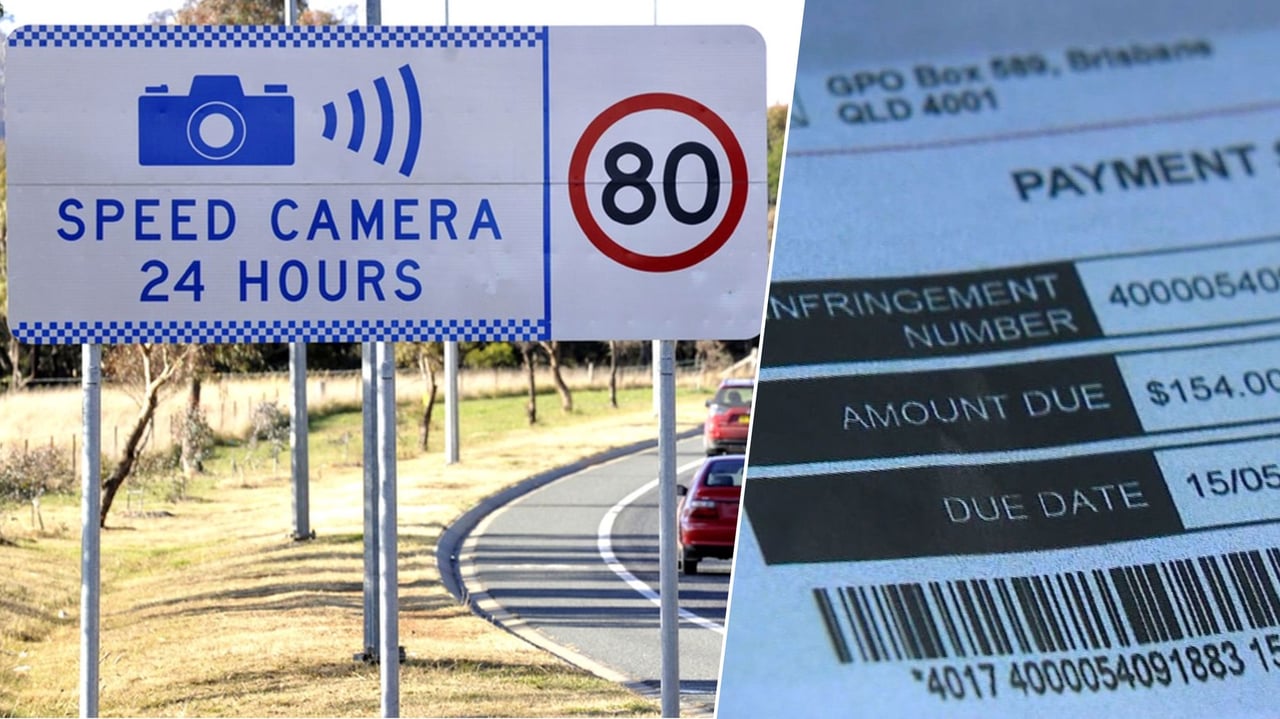 SPEED CAMERA
24 HOURS
80
GPO Box 589, Brisbane
QLD 4001
PAYMENT
INFRINGEMENT
NUMBER
40000540
AMOUNT DUE
$154.00
DUE DATE
15/05
*4017 4000054091883 15